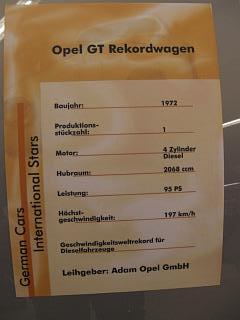 Opel GT Rekordwagen
Baujahr: 1972
Produktions-
stückzahl: 1
Motor: 4 Zylinder
Diesel
Hubraum: 2068 ccm
Leistung: 95 PS
Höchst-
geschwindigkeit: 197 km/h
Geschwindigkeitsweltrekord für
Dieselfahrzeuge
Leihgeber: Adam Opel GmbH
German Cars
International Stars